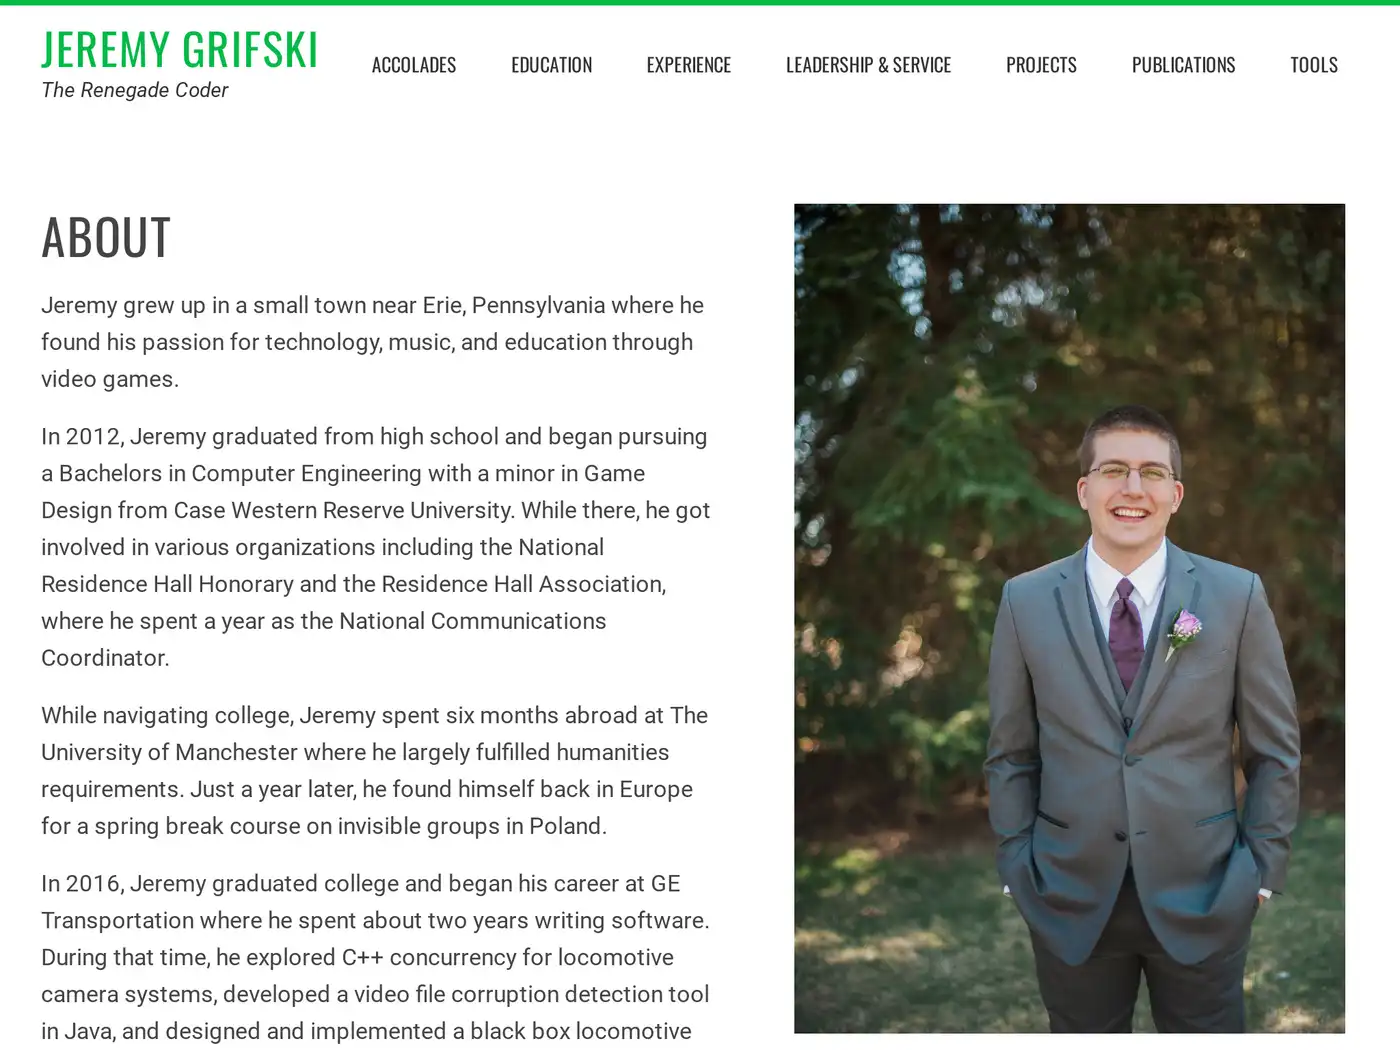 JEREMY GRIFSKI
The Renegade Coder
ACCOLADES EDUCATION EXPERIENCE LEADERSHIP & SERVICE PROJECTS PUBLICATIONS TOOLS
ABOUT
Jeremy grew up in a small town near Erie, Pennsylvania where he
found his passion for technology, music, and education through
video games.
In 2012, Jeremy graduated from high school and began pursuing
a Bachelors in Computer Engineering with a minor in Game
Design from Case Western Reserve University. While there, he got
involved in various organizations including the National
Residence Hall Honorary and the Residence Hall Association,
where he spent a year as the National Communications
Coordinator.
While navigating college, Jeremy spent six months abroad at The
University of Manchester where he largely fulfilled humanities
requirements. Just a year later, he found himself back in Europe
for a spring break course on invisible groups in Poland.
In 2016, Jeremy graduated college and began his career at GE
Transportation where he spent about two years writing software.
During that time, he explored C++ concurrency for locomotive
camera systems, developed a video file corruption detection tool
in Java, and designed and implemented a black box locomotive